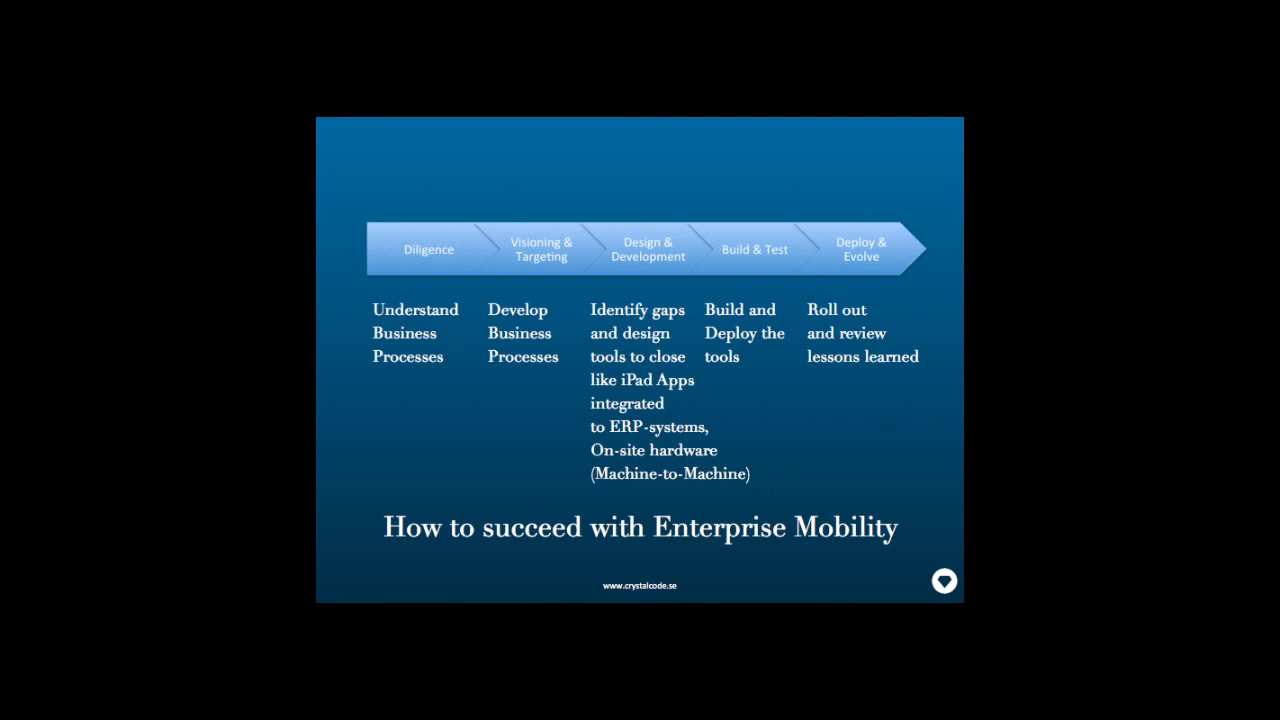 Diligence
Visioning &
Targeting
Design &
Development
Build & Test
Deploy &
Evolve
Understand
Business
Processes
Develop
Business
Processes
Identify gaps
and design
tools to close
like iPad Apps
integrated
to ERP-systems,
On-site hardware
(Machine-to-Machine)
Build and
Deploy the
tools
Roll out
and review
lessons learned
How to succeed with Enterprise Mobility
www.crystalcode.se